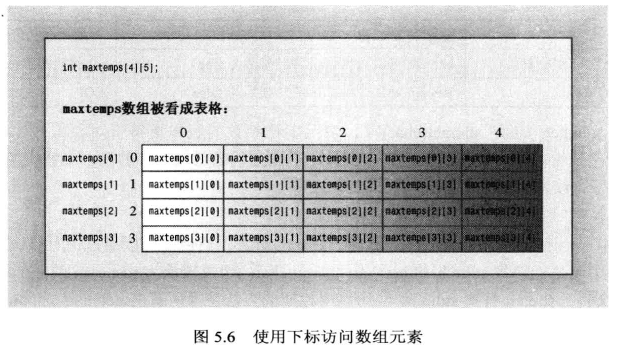 int maxtemps[4][5];
maxtemps数组被看成表格：
0 1 2 3 4
maxtemps[0] 0 maxtemps[0][0] maxtemps[0][1] maxtemps[0][2] maxtemps[0][3] maxtemps[0][4]
maxtemps[1] 1 maxtemps[1][0] maxtemps[1][1] maxtemps[1][2] maxtemps[1][3] maxtemps[1][4]
maxtemps[2] 2 maxtemps[2][0] maxtemps[2][1] maxtemps[2][2] maxtemps[2][3] maxtemps[2][4]
maxtemps[3] 3 maxtemps[3][0] maxtemps[3][1] maxtemps[3][2] maxtemps[3][3] maxtemps[3][4]
图 5.6 使用下标访问数组元素